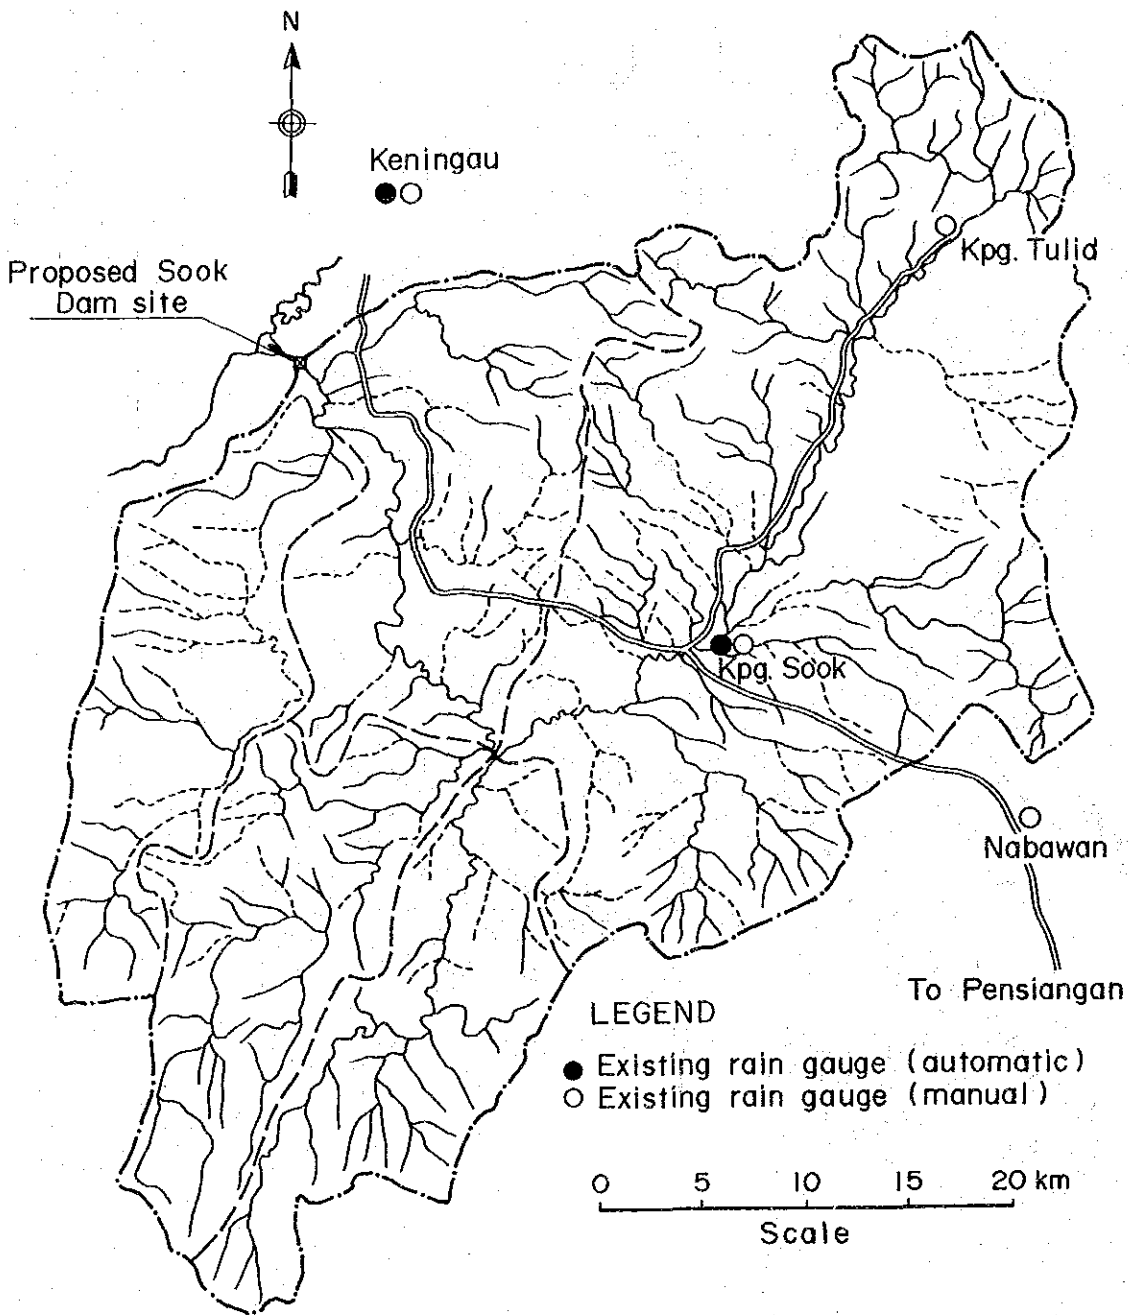 N
Keningau
Kpg. Tulid
Proposed Sook
Dam site
Kpg. Sook
Nabawan
To Pensiangan
LEGEND
Existing rain gauge (automatic)
Existing rain gauge (manual)
0 5 10 15 20 km
Scale